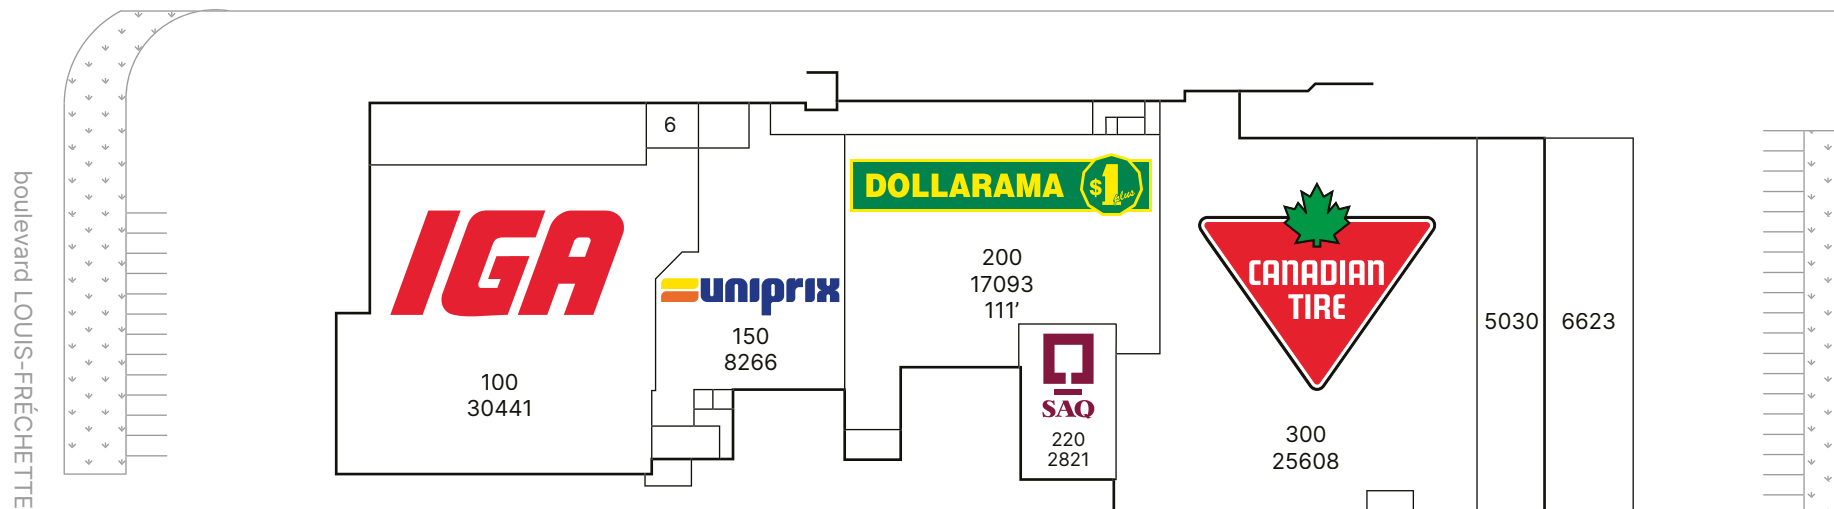 boulevard LOUIS-FRÉCHETTE
6
IGA
100
30441
uniprix
150
8266
DOLLARAMA $1 plus
200
17093
111’
SAQ
220
2821
CANADIAN
TIRE
300
25608
5030
6623